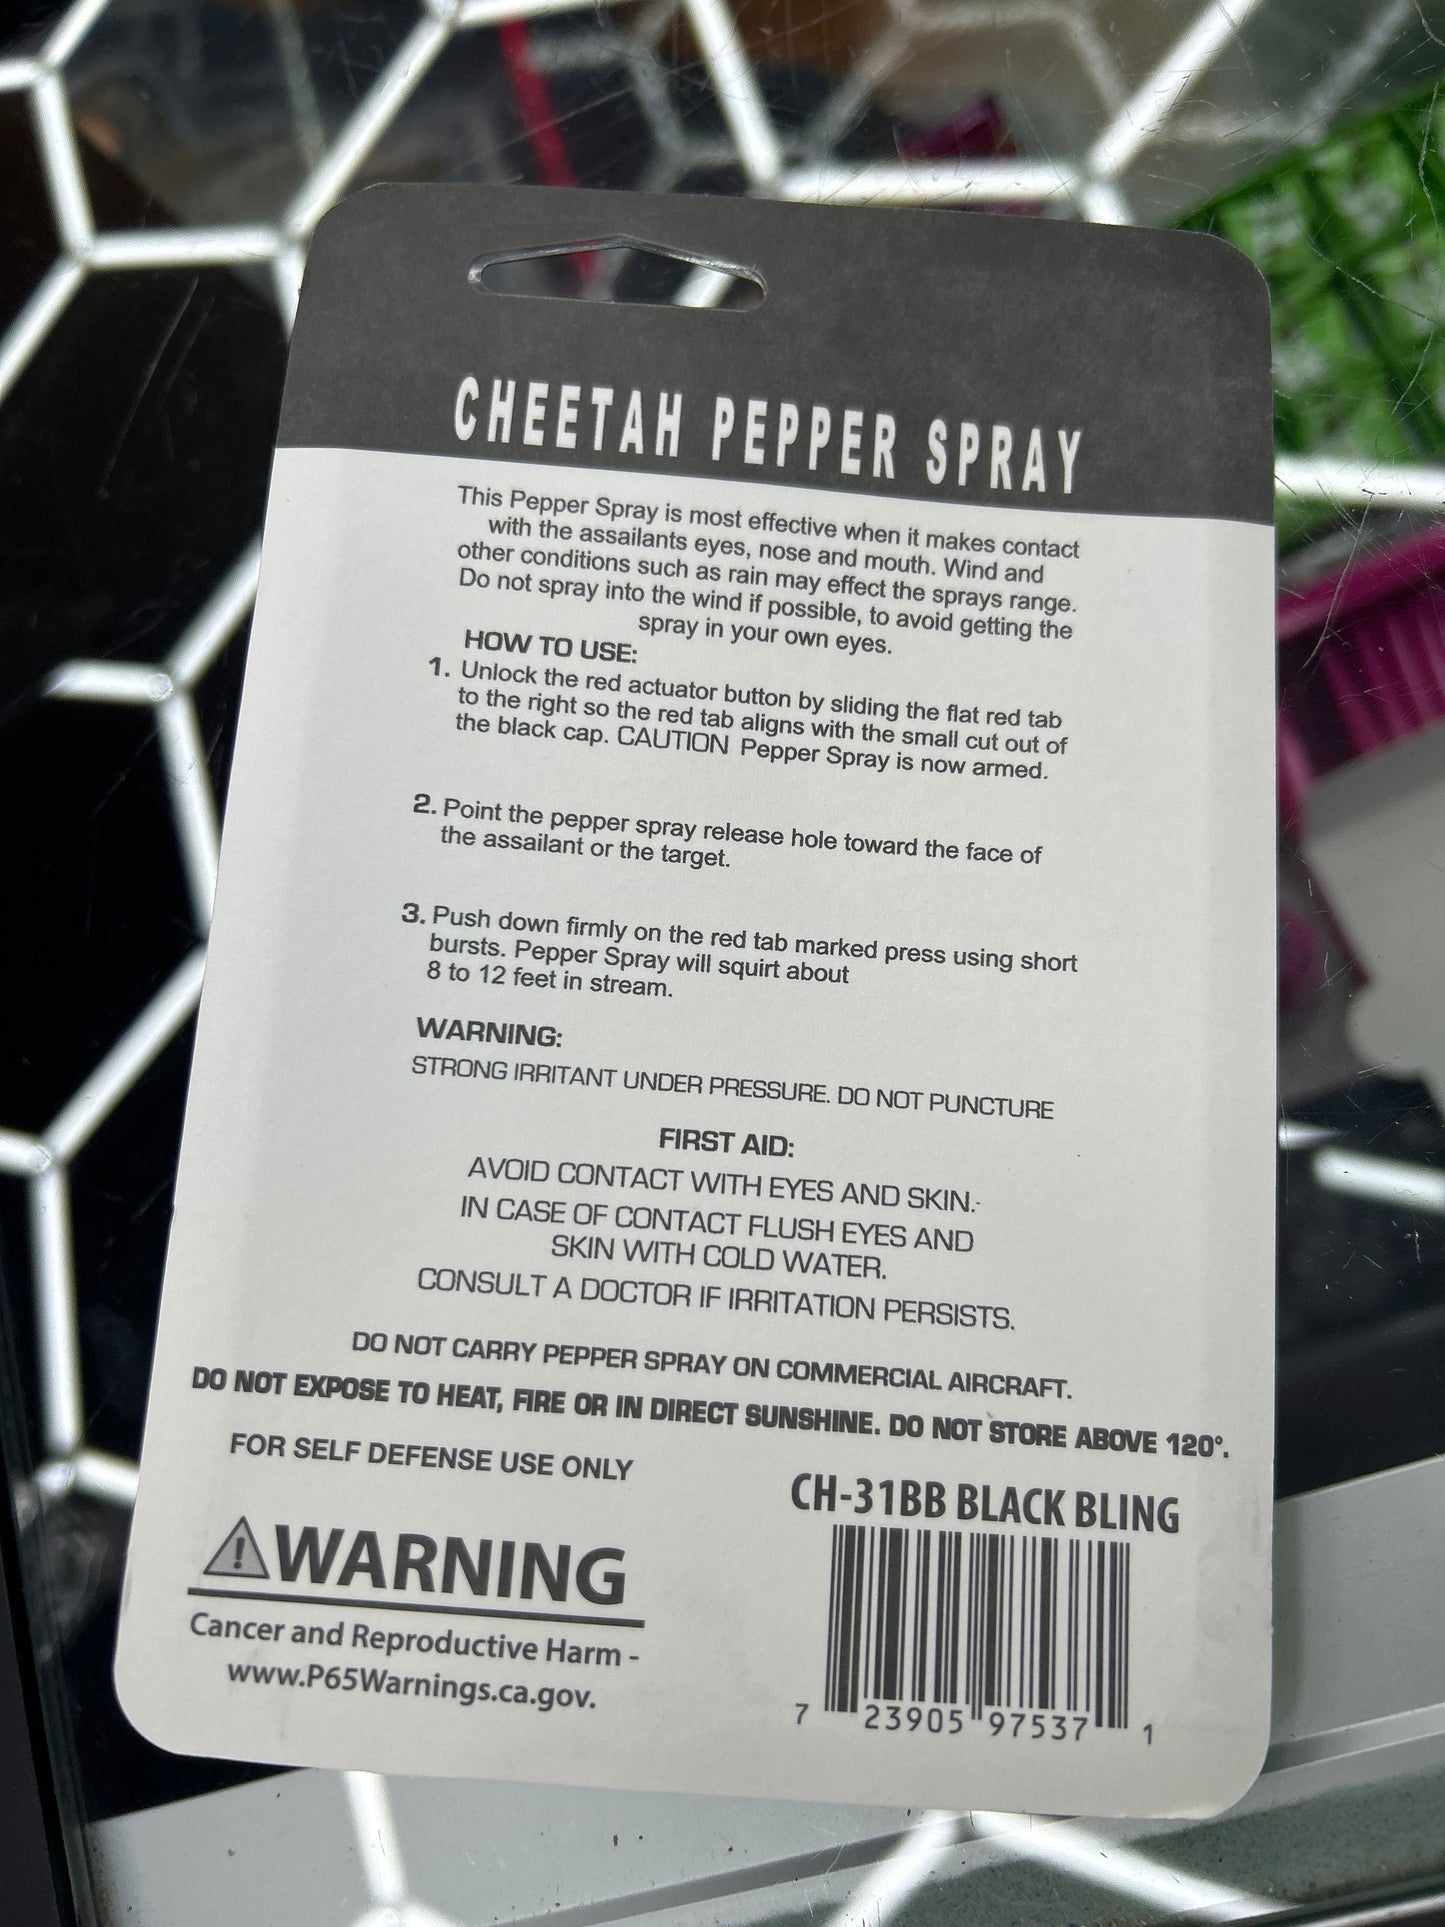 CHEETAH PEPPER SPRAY
This Pepper Spray is most effective when it makes contact
with the assailants eyes, nose and mouth. Wind and
other conditions such as rain may effect the sprays range.
Do not spray into the wind if possible, to avoid getting the
spray in your own eyes.
HOW TO USE:
1. Unlock the red actuator button by sliding the flat red tab
to the right so the red tab aligns with the small cut out of
the black cap. CAUTION Pepper Spray is now armed.
2. Point the pepper spray release hole toward the face of
the assailant or the target.
3. Push down firmly on the red tab marked press using short
bursts. Pepper Spray will squirt about
8 to 12 feet in stream.
WARNING:
STRONG IRRITANT UNDER PRESSURE. DO NOT PUNCTURE
FIRST AID:
AVOID CONTACT WITH EYES AND SKIN.
IN CASE OF CONTACT FLUSH EYES AND
SKIN WITH COLD WATER.
CONSULT A DOCTOR IF IRRITATION PERSISTS.
DO NOT CARRY PEPPER SPRAY ON COMMERCIAL AIRCRAFT.
DO NOT EXPOSE TO HEAT, FIRE OR IN DIRECT SUNSHINE. DO NOT STORE ABOVE 120°.
FOR SELF DEFENSE USE ONLY
CH-31BB BLACK BLING
WARNING
Cancer and Reproductive Harm -
www.P65Warnings.ca.gov.
7 23905 97537 1